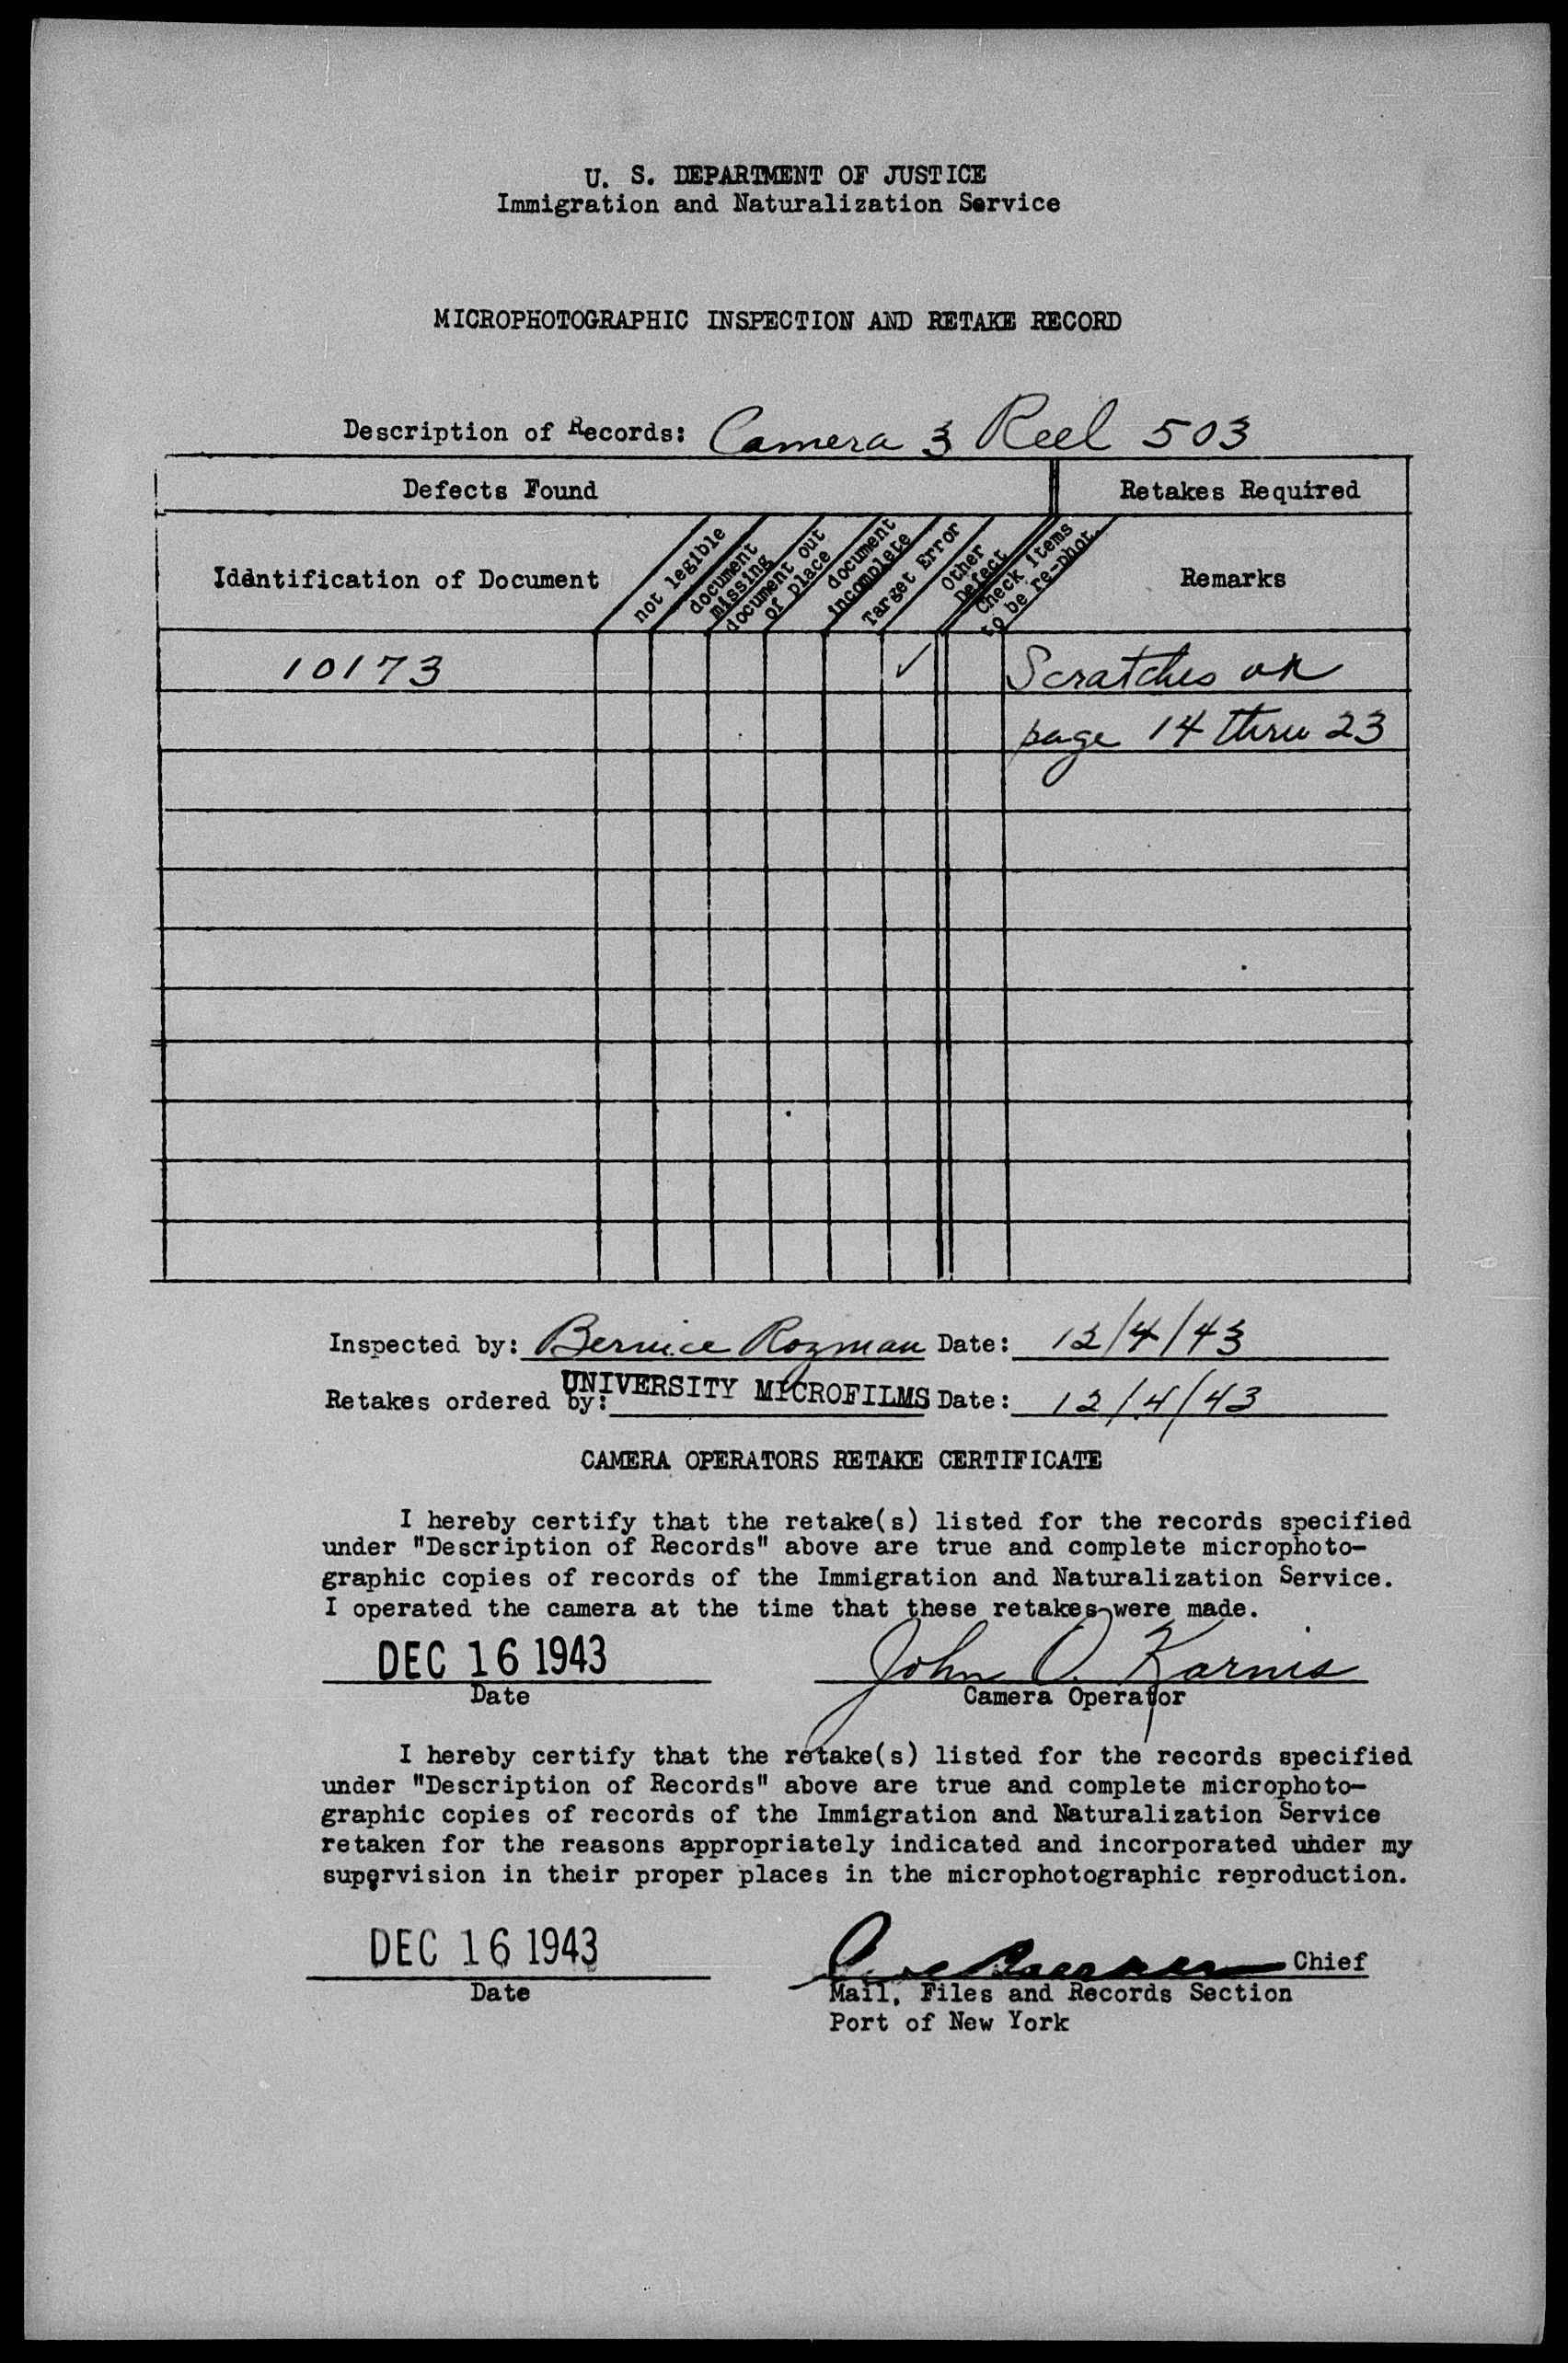 U. S. DEPARTMENT OF JUSTICE
Immigration and Naturalization Service
MICROPHOTOGRAPHIC INSPECTION AND RETAKE RECORD
Description of Records: Camera 3 Reel 503
Defects Found Retakes Required
Identification of Document
not legible
document missing
document out of place
document incomplete
Target Error
Other Defect
Check items to be re-phot.
Remarks
10173 ✓ Scratches on
page 14 thru 23
Inspected by: Bernice Rozman Date: 12/4/43
Retakes ordered by: UNIVERSITY MICROFILMS Date: 12/4/43
CAMERA OPERATORS RETAKE CERTIFICATE
I hereby certify that the retake(s) listed for the records specified
under "Description of Records" above are true and complete microphoto-
graphic copies of records of the Immigration and Naturalization Service.
I operated the camera at the time that these retakes were made.
DEC 16 1943 John O. Karnis
Date Camera Operator
I hereby certify that the retake(s) listed for the records specified
under "Description of Records" above are true and complete microphoto-
graphic copies of records of the Immigration and Naturalization Service
retaken for the reasons appropriately indicated and incorporated under my
supervision in their proper places in the microphotographic reproduction.
DEC 16 1943 Chief
Date Mail, Files and Records Section
Port of New York